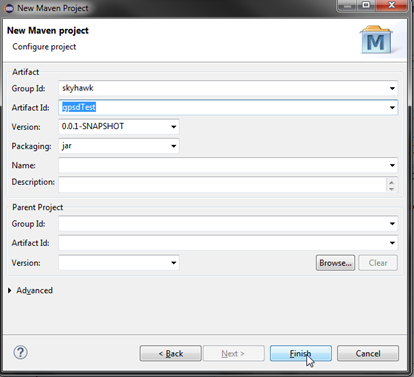 New Maven Project
New Maven project
Configure project
M
Artifact
Group Id: skyhawk
Artifact Id: gpsdTest
Version: 0.0.1-SNAPSHOT
Packaging: jar
Name:
Description:
Parent Project
Group Id:
Artifact Id:
Version: Browse... Clear
Advanced
? < Back Next > Finish Cancel